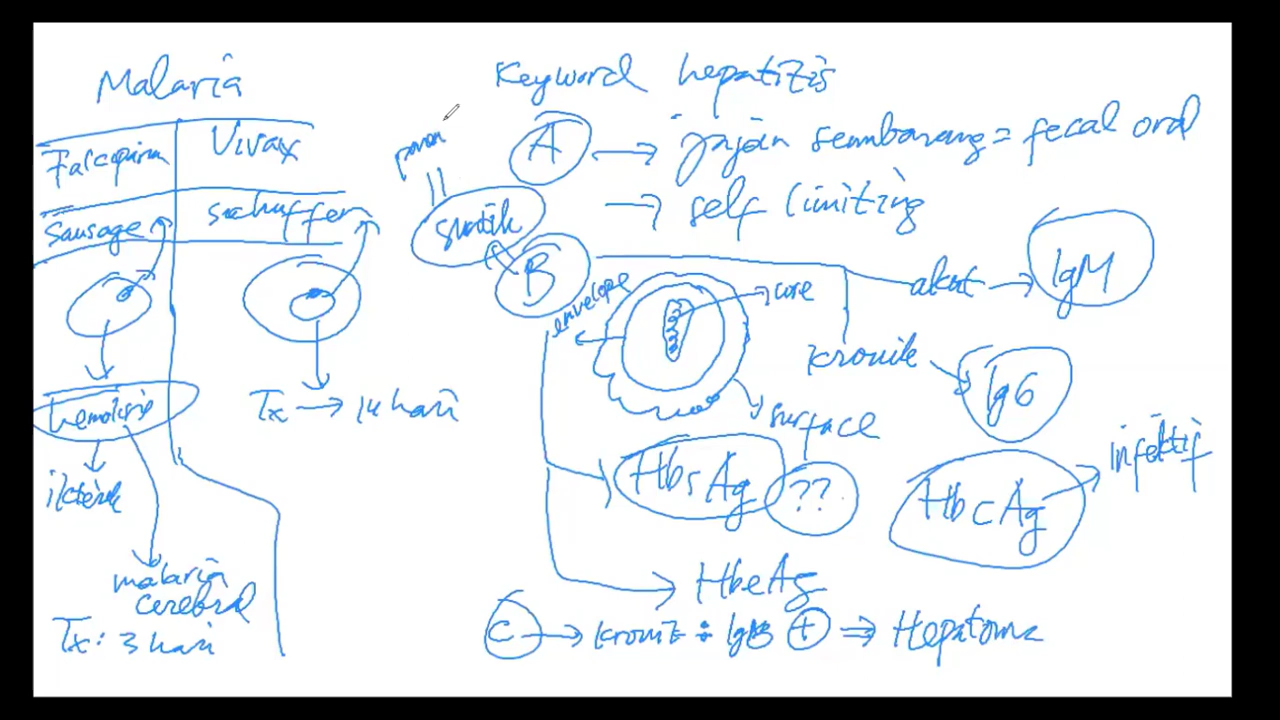 Malaria
Falciparum
Vivax
Sausage
schuffer
hemolisis
ikterik
malaria
cerebral
Tx: 3 hari
Tx → 14 hari
Keyword hepatitis
A → jajan sembarang = fecal oral
→ self limiting
suntik
B
envelope
core
surface
akut → IgM
kronik
IgG
HbsAg ??
HbcAg
infektif
HbeAg
C → kronik : IgG + ⇒ Hepatoma